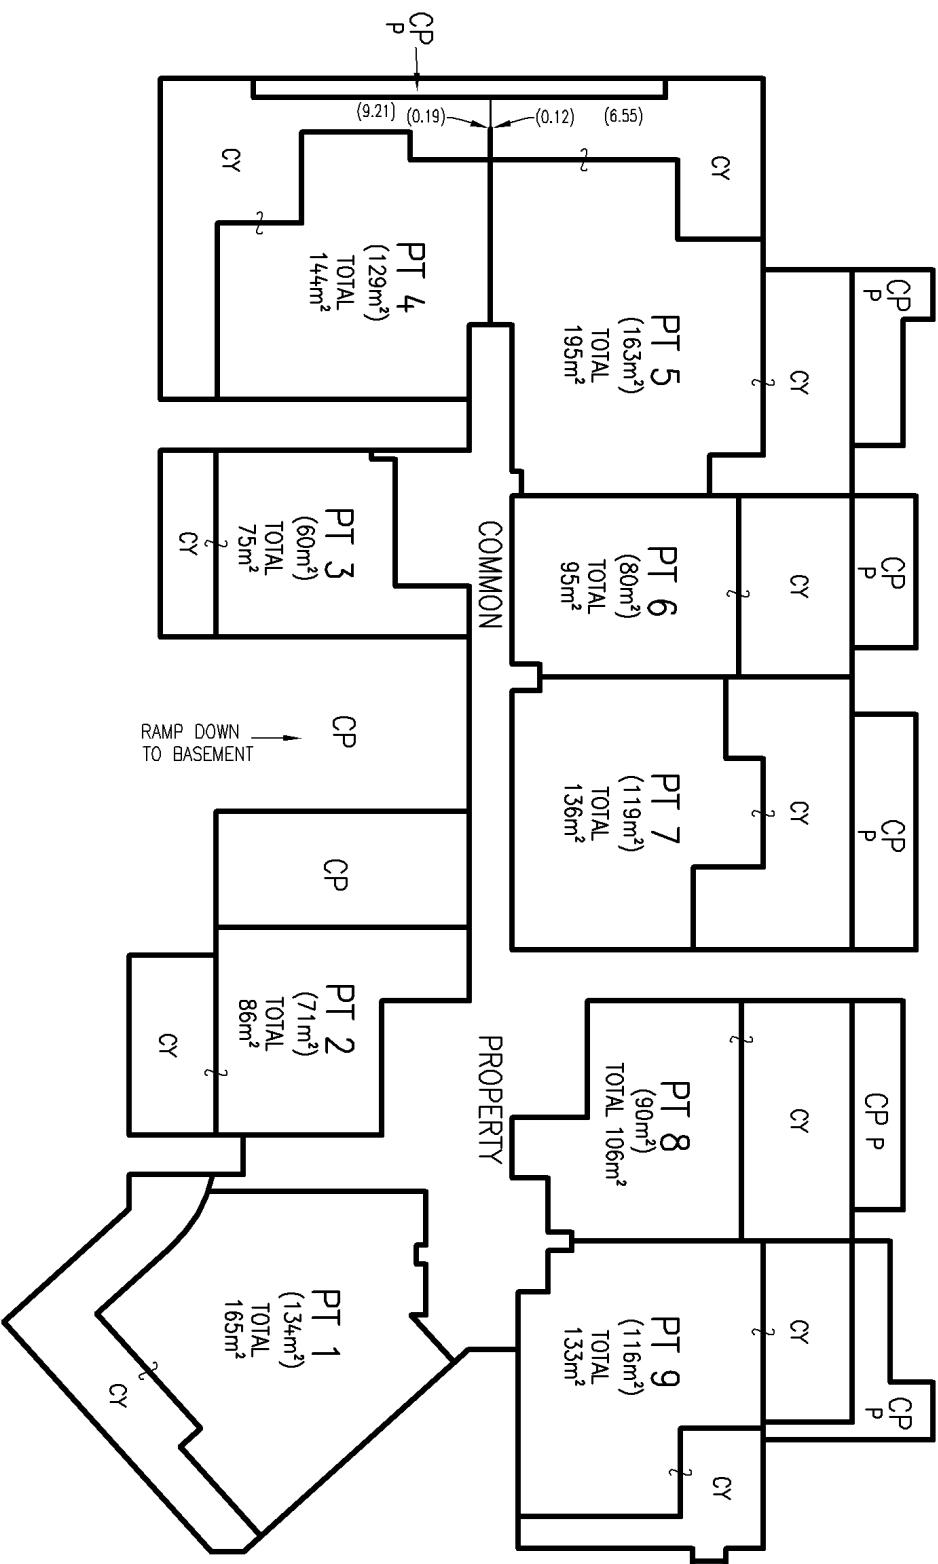 CP
P
(9.21)
(0.19)
(0.12)
(6.55)
CY
CY
PT 4
(129m²)
TOTAL
144m²
PT 5
(163m²)
TOTAL
195m²
CY
CP
P
PT 3
(60m²)
TOTAL
75m²
CY
COMMON
PT 6
(80m²)
TOTAL
95m²
CY
CP
P
RAMP DOWN
TO BASEMENT
CP
PT 7
(119m²)
TOTAL
136m²
CY
CP
P
CP
PT 2
(71m²)
TOTAL
86m²
CY
PROPERTY
PT 8
(90m²)
TOTAL 106m²
CY
CP P
PT 1
(134m²)
TOTAL
165m²
CY
PT 9
(116m²)
TOTAL
133m²
CY
CP
P
CY